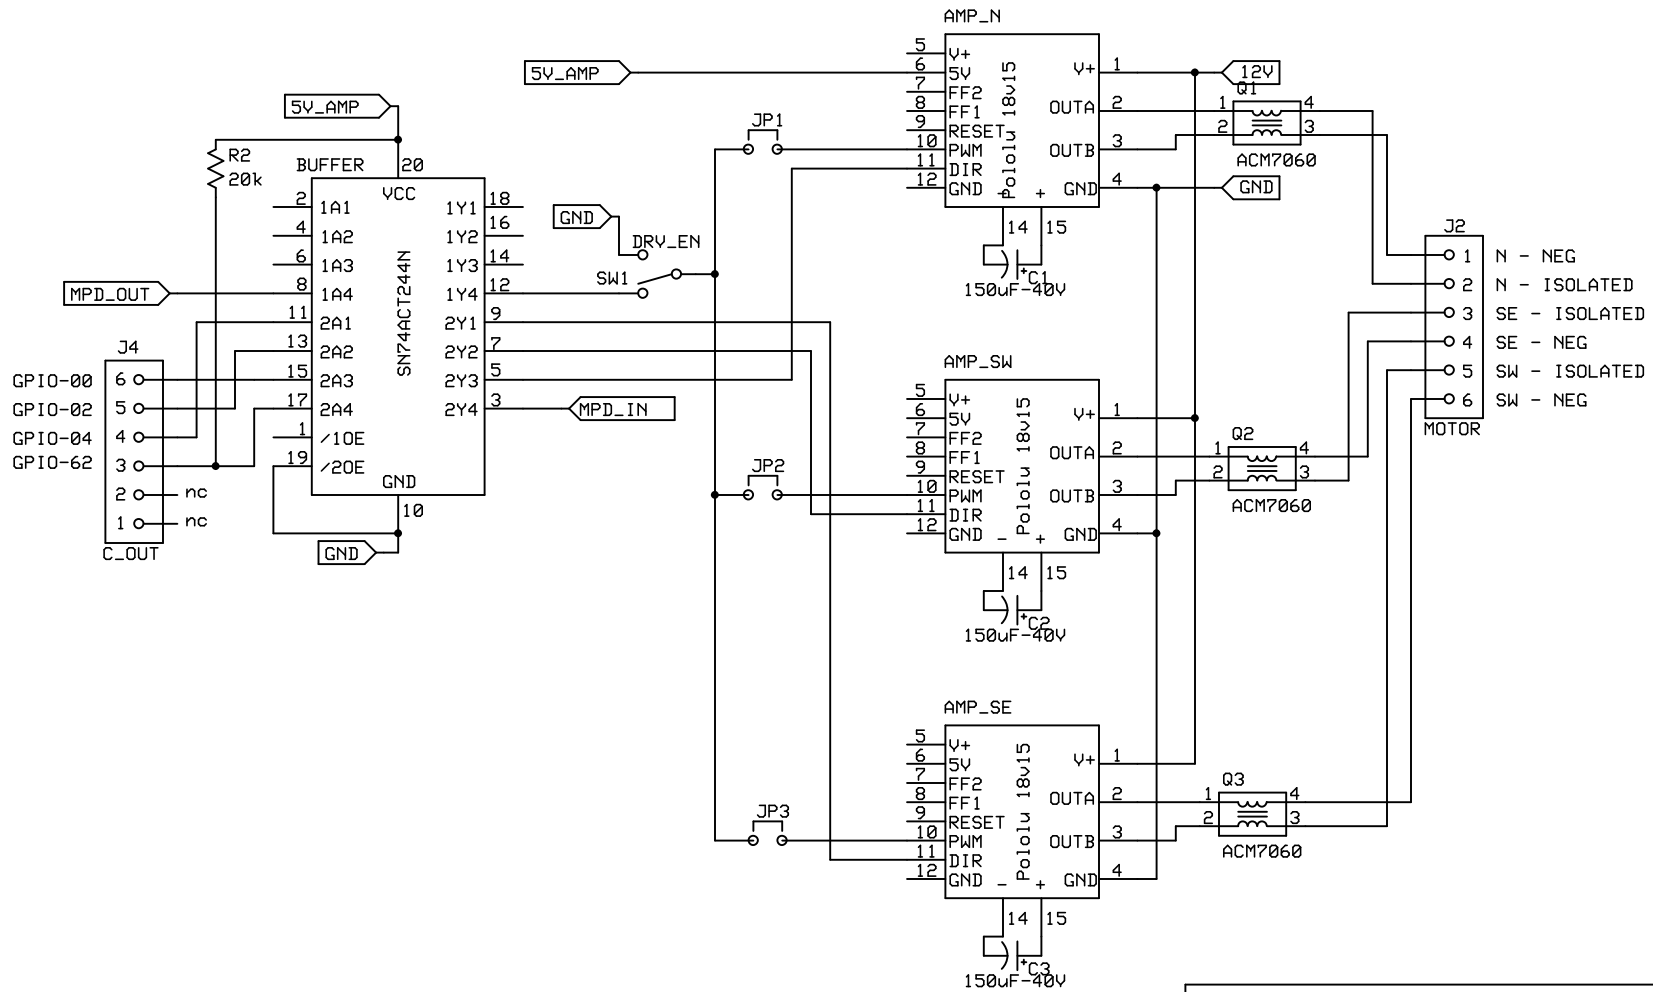 5V_AMP
R2
20k
BUFFER
20
VCC
SN74ACT244N
2 1A1 1Y1 18
4 1A2 1Y2 16
6 1A3 1Y3 14
MPD_OUT 8 1A4 1Y4 12
11 2A1 2Y1 9
13 2A2 2Y2 7
15 2A3 2Y3 5
17 2A4 2Y4 3 MPD_IN
1 /1OE
19 /2OE
GND
10
GND
J4
GPIO-00 6
GPIO-02 5
GPIO-04 4
GPIO-62 3
2 nc
1 nc
C_OUT
GND
DRV_EN
SW1
JP1
JP2
JP3
5V_AMP
AMP_N
Pololu 18v15
5 V+
6 5V
7 FF2
8 FF1
9 RESET
10 PWM
11 DIR
12 GND
V+ 1
OUTA 2
OUTB 3
GND 4
- +
14 15
+C1
150uF-40V
12V
GND
Q1
1 4
2 3
ACM7060
AMP_SW
Pololu 18v15
5 V+
6 5V
7 FF2
8 FF1
9 RESET
10 PWM
11 DIR
12 GND
V+ 1
OUTA 2
OUTB 3
GND 4
- +
14 15
+C2
150uF-40V
Q2
1 4
2 3
ACM7060
AMP_SE
Pololu 18v15
5 V+
6 5V
7 FF2
8 FF1
9 RESET
10 PWM
11 DIR
12 GND
V+ 1
OUTA 2
OUTB 3
GND 4
- +
14 15
+C3
150uF-40V
Q3
1 4
2 3
ACM7060
J2
1 N - NEG
2 N - ISOLATED
3 SE - ISOLATED
4 SE - NEG
5 SW - ISOLATED
6 SW - NEG
MOTOR